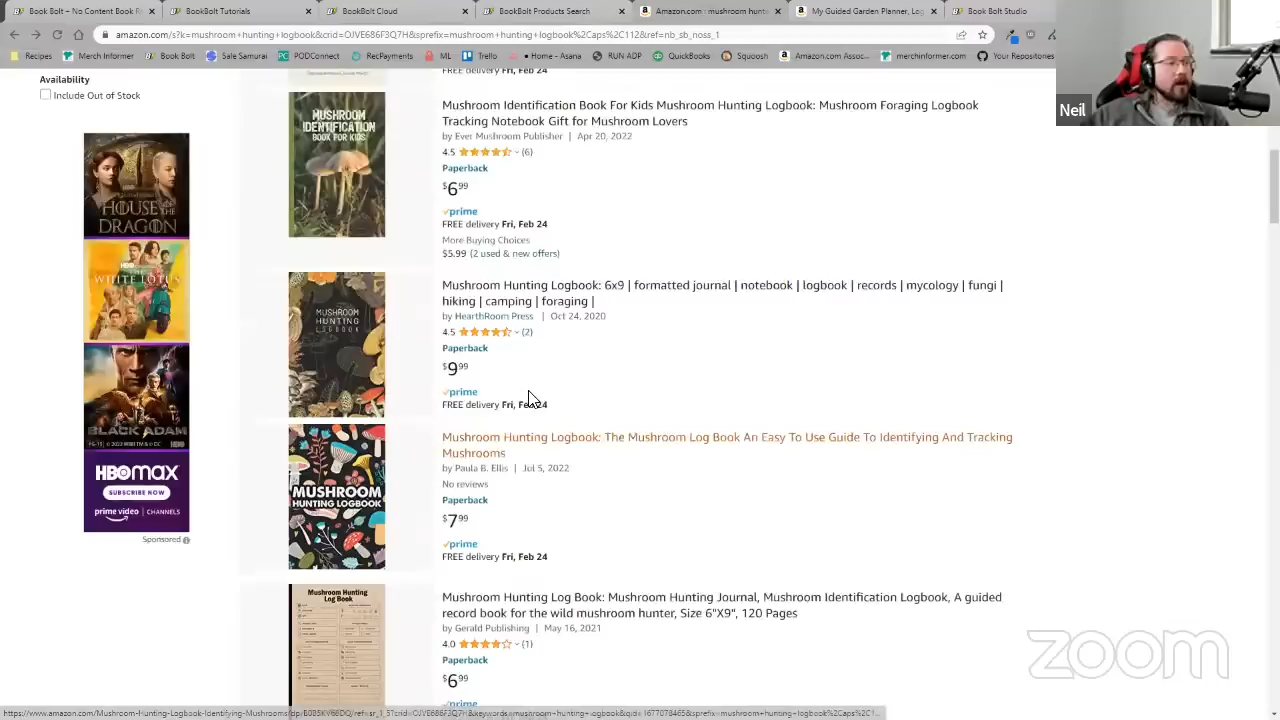 BookBolt Tutorials
BookBolt Cloud
BookBolt Products Search
Amazon.com : mushroom hunt
My Guided Garden Planner, Log
Book Bolt Studio
amazon.com/s?k=mushroom+hunting+logbook&crid=OJVE686F3Q7H&sprefix=mushroom+hunting+logbook%2Caps%2C112&ref=nb_sb_noss_1
Recipes
Merch Informer
Book Bolt
Skillshare
PODConnect
RePayments
ML
Trello
• Home - Asana
RUN ADP
QuickBooks
Squoosh
Amazon.com Assoc...
merchinformer.com
Your Repositories
Neil
FREE delivery Fri, Feb 24
Availability
Include Out of Stock
MUSHROOM
IDENTIFICATION
BOOK FOR KIDS
Mushroom Identification Book For Kids Mushroom Hunting Logbook: Mushroom Foraging Logbook
Tracking Notebook Gift for Mushroom Lovers
by Ever Mushroom Publisher | Apr 20, 2022
4.5 (6)
Paperback
$6.99
prime
FREE delivery Fri, Feb 24
More Buying Choices
$5.99 (2 used & new offers)
HOUSE OF THE
DRAGON
HBO
THE
WHITE LOTUS
BLACK ADAM
HBOMAX
SUBSCRIBE NOW
prime video | CHANNELS
Sponsored
MUSHROOM
HUNTING
LOGBOOK
Mushroom Hunting Logbook: 6x9 | formatted journal | notebook | logbook | records | mycology | fungi |
hiking | camping | foraging |
by HearthRoom Press | Oct 24, 2020
4.5 (2)
Paperback
$9.99
prime
FREE delivery Fri, Feb 24
MUSHROOM
HUNTING LOGBOOK
Mushroom Hunting Logbook: The Mushroom Log Book An Easy To Use Guide To Identifying And Tracking
Mushrooms
by Paula B. Ellis | Jul 5, 2022
No reviews
Paperback
$7.99
prime
FREE delivery Fri, Feb 24
Mushroom Hunting
Log Book
Mushroom Hunting Log Book: Mushroom Hunting Journal, Mushroom Identification Logbook, A guided
record book for the wild mushroom hunter, Size 6"X9" 120 Pages
by Gerald Publishing | May 16, 2021
4.0 (1)
Paperback
$6.99
prime
zoom